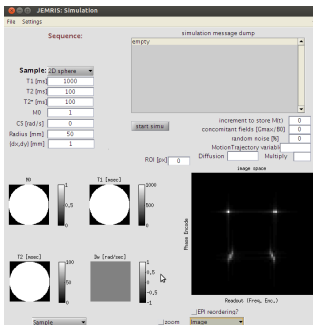 JEMRIS: Simulation
File Settings
Sequence:
simulation message dump
empty
Sample: 2D sphere
T1 [ms] 1000
T2 [ms] 100
T2* [ms] 100
M0 1
CS [rad/s] 0
Radius [mm] 50
(dx,dy) [mm] 1
start simu
increment to store M(t) 0
concomitant fields [Gmax/B0] 0
random noise [%] 0
MotionTrajectory variabl
Diffusion Multiply
ROI [px] 0
image space
M0
1
0.5
0
T1 [msec]
1000
500
0
T2 [msec]
100
50
0
Dw [rad/sec]
1
0.5
0
-0.5
-1
Phase Encode
Readout (Freq. Enc.)
EPI reordering?
Sample
zoom
Image